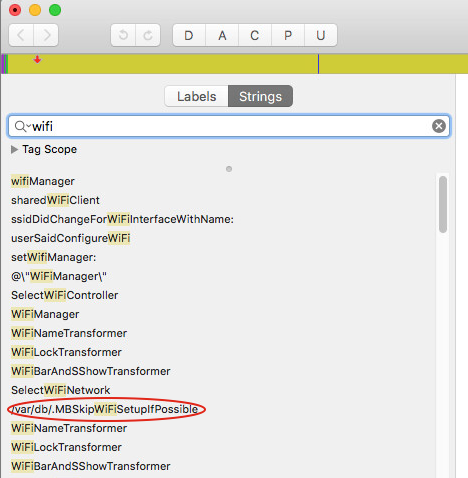 D A C P U
Labels Strings
wifi
Tag Scope
wifiManager
sharedWiFiClient
ssidDidChangeForWiFiInterfaceWithName:
userSaidConfigureWiFi
setWifiManager:
@\"WiFiManager\"
SelectWiFiController
WiFiManager
WiFiNameTransformer
WiFiLockTransformer
WiFiBarAndSShowTransformer
SelectWiFiNetwork
/var/db/.MBSkipWiFiSetupIfPossible
WiFiNameTransformer
WiFiLockTransformer
WiFiBarAndSShowTransformer